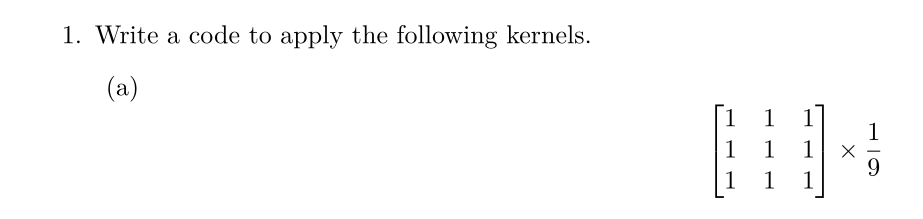 1. Write a code to apply the following kernels.
(a)
1 1 1
1 1 1 × 1/9
1 1 1